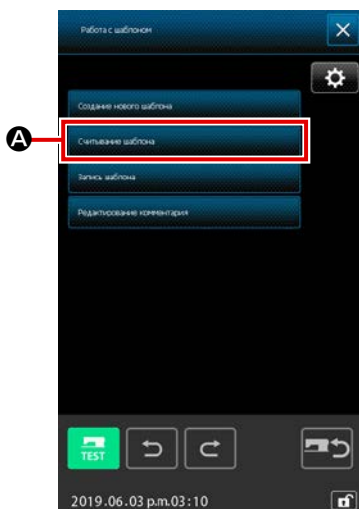 Работа с шаблоном
Создание нового шаблона
A
Считывание шаблона
Запись шаблона
Редактирование комментария
TEST
2019.06.03 p.m.03:10